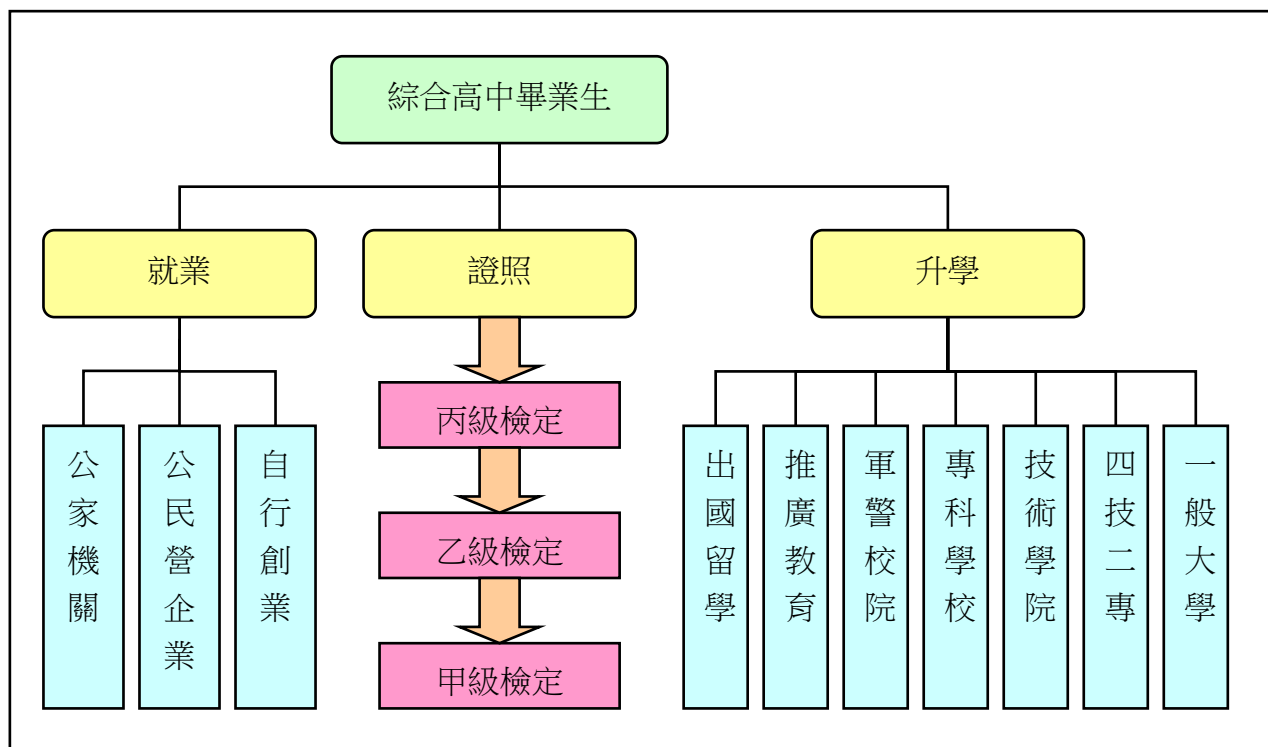 綜合高中畢業生
就業
證照
升學
丙級檢定
乙級檢定
甲級檢定
公家機關
公民營企業
自行創業
出國留學
推廣教育
軍警校院
專科學校
技術學院
四技二專
一般大學